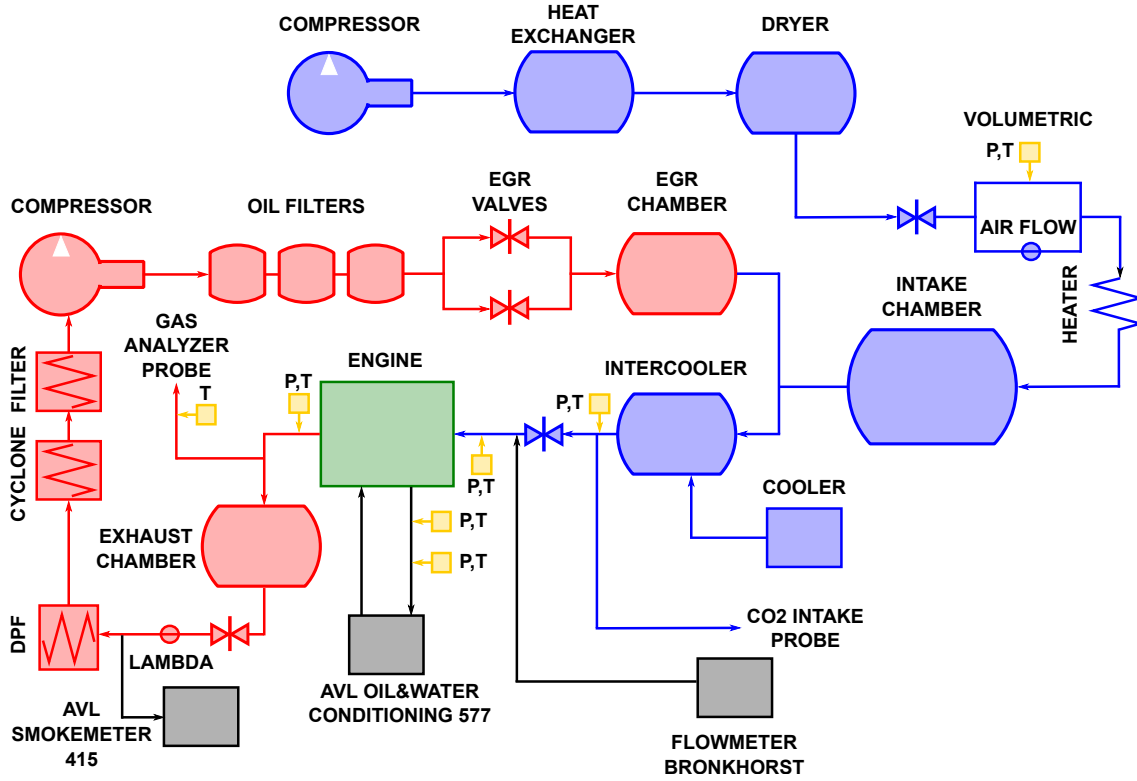 COMPRESSOR
HEAT
EXCHANGER
DRYER
VOLUMETRIC
P,T
AIR FLOW
HEATER
COMPRESSOR
OIL FILTERS
EGR
VALVES
EGR
CHAMBER
INTAKE
CHAMBER
GAS
ANALYZER
PROBE
T
ENGINE
P,T
INTERCOOLER
P,T
CYCLONE FILTER
P,T
COOLER
EXHAUST
CHAMBER
P,T
P,T
DPF
LAMBDA
CO2 INTAKE
PROBE
AVL
SMOKEMETER
415
AVL OIL&WATER
CONDITIONING 577
FLOWMETER
BRONKHORST